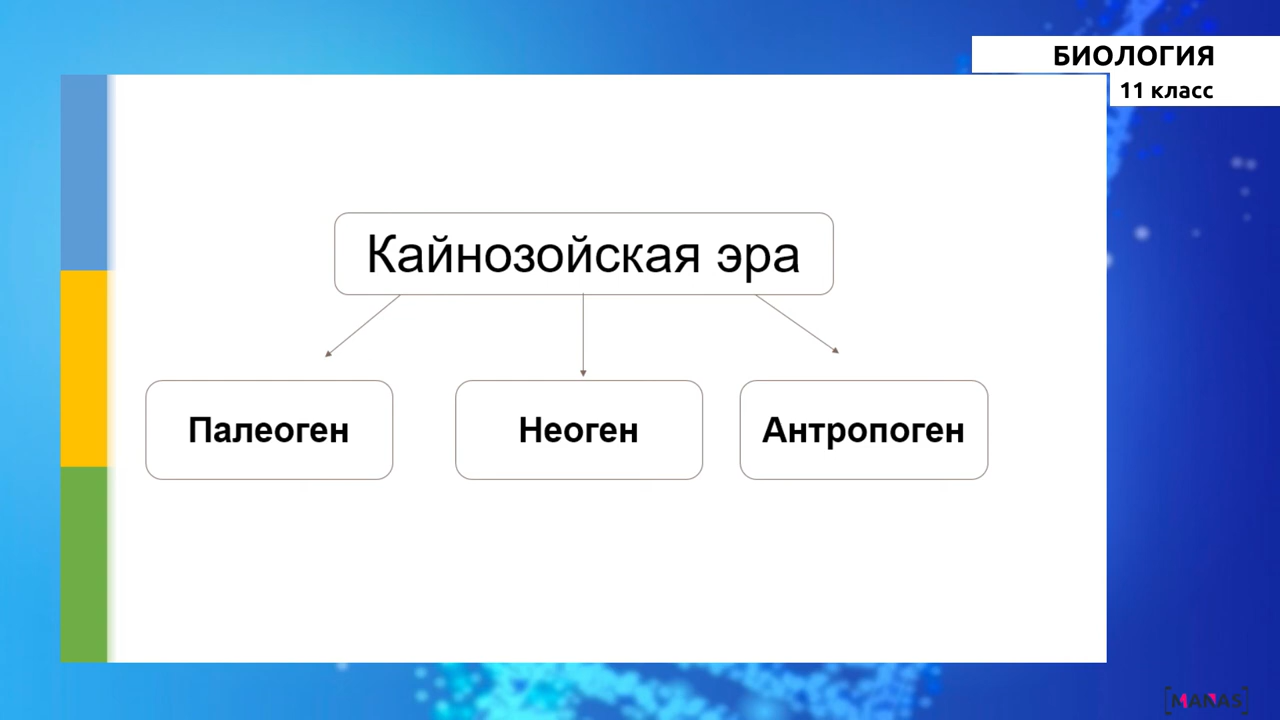 БИОЛОГИЯ
11 класс
Кайнозойская эра
Палеоген
Неоген
Антропоген
[MANAS]